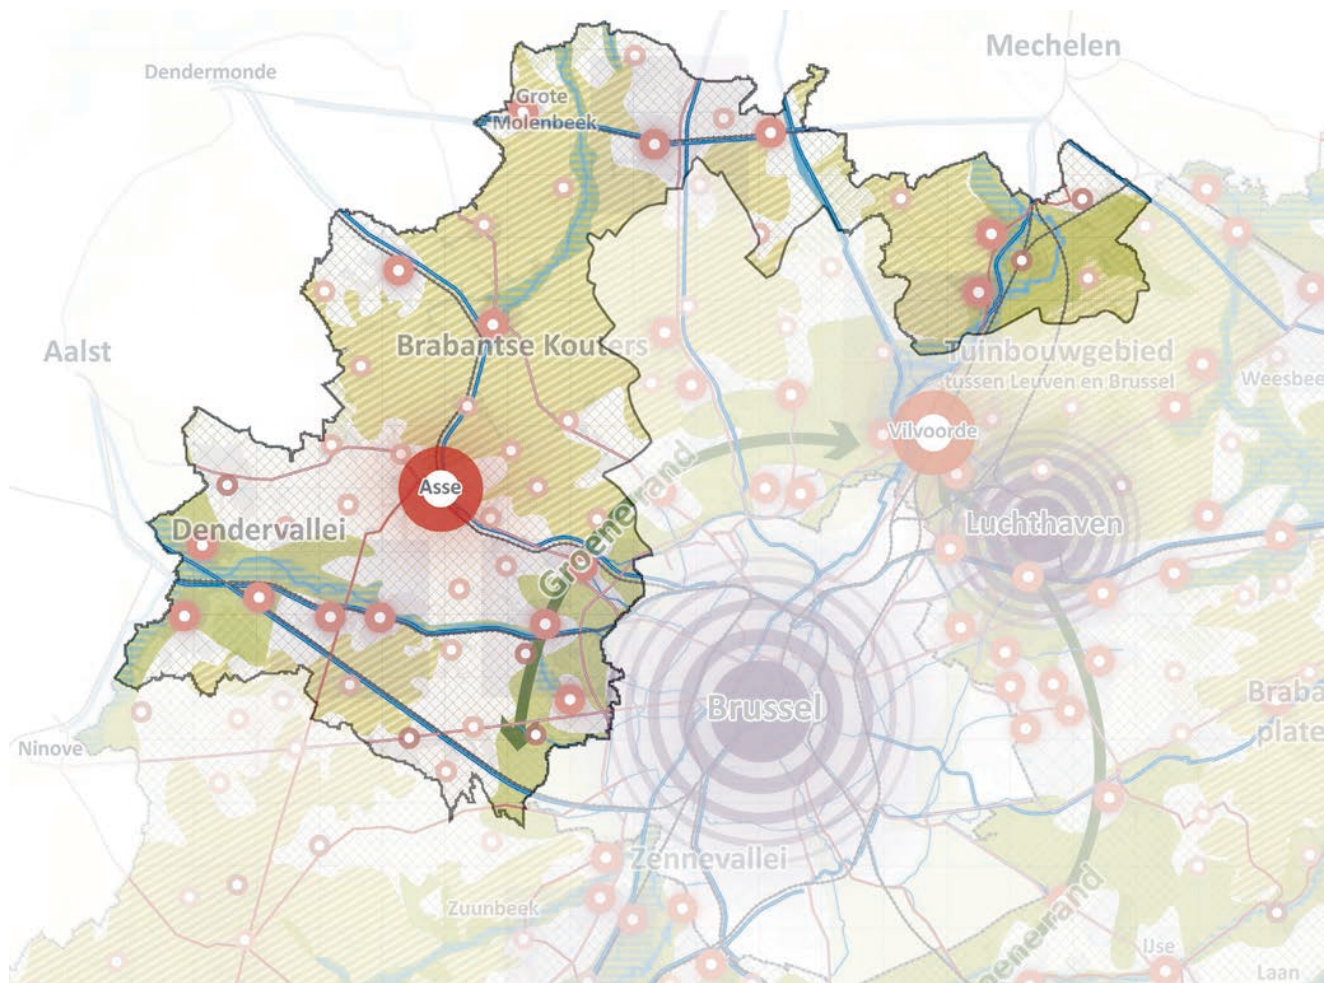 Mechelen
Dendermonde
Grote
Molenbeek
Brabantse Kouters
Aalst
Tuinbouwgebied
tussen Leuven en Brussel
Weesbee
Vilvoorde
Asse
Groene rand
Dendervallei
Luchthaven
Brussel
Braba
plate
Ninove
Zennevallei
Zuunbeek
nene rand
IJse
Laan